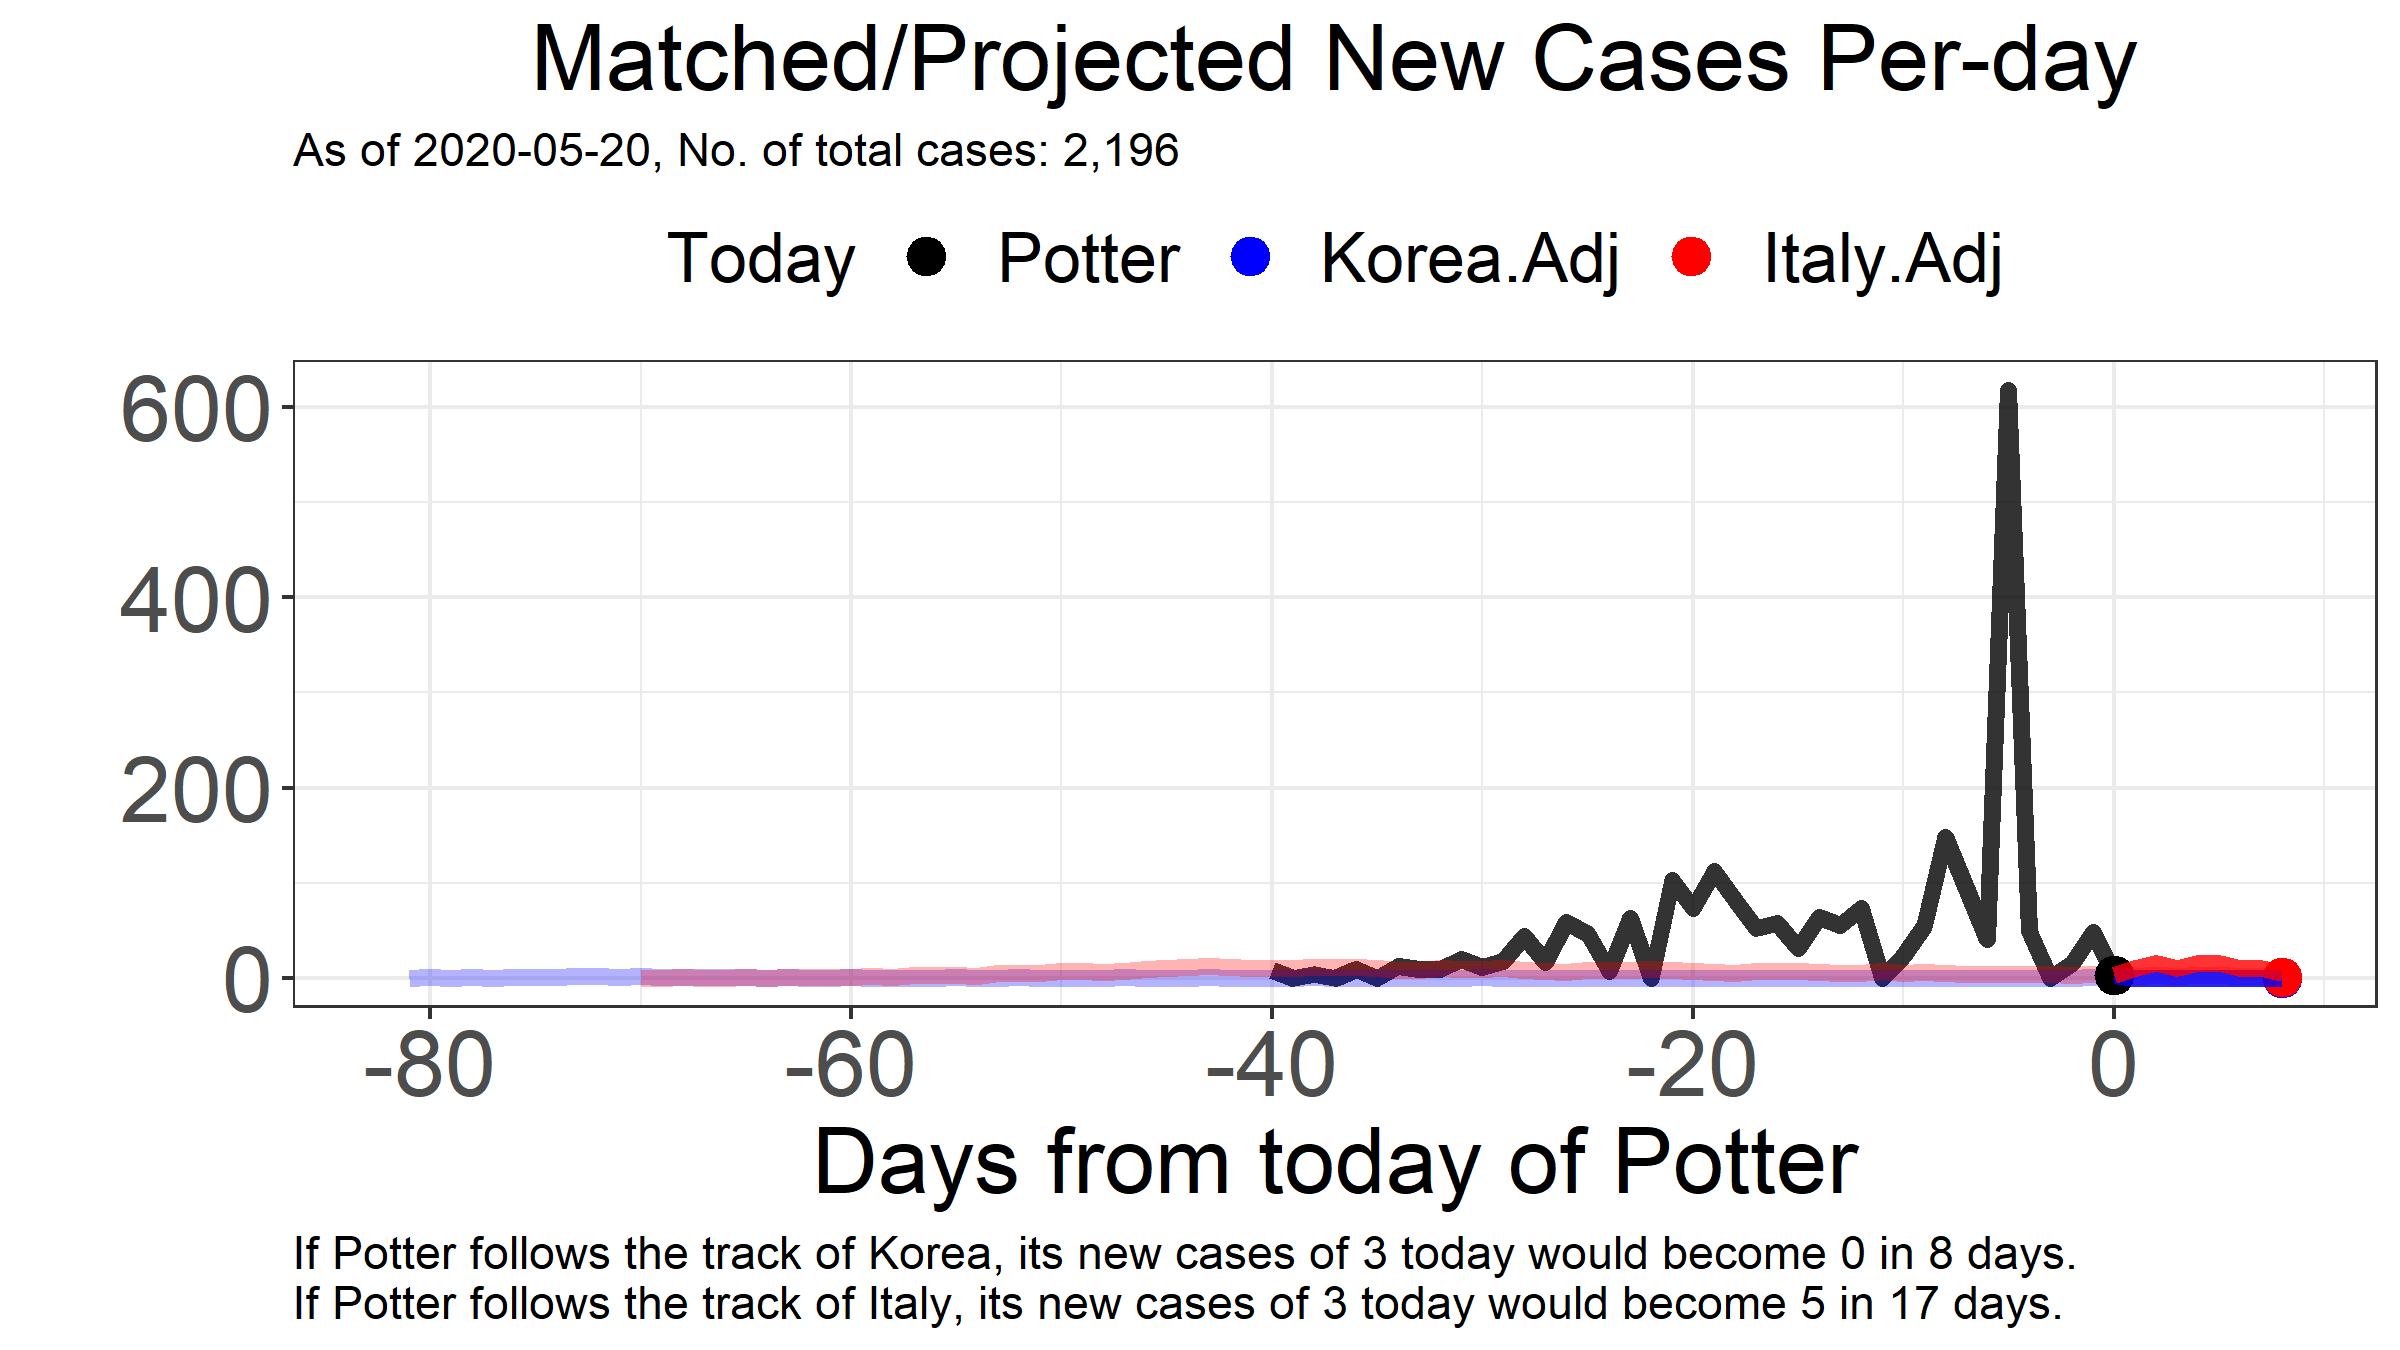 Matched/Projected New Cases Per-day
As of 2020-05-20, No. of total cases: 2,196
Today Potter Korea.Adj Italy.Adj
600
400
200
0
-80 -60 -40 -20 0
Days from today of Potter
If Potter follows the track of Korea, its new cases of 3 today would become 0 in 8 days.
If Potter follows the track of Italy, its new cases of 3 today would become 5 in 17 days.